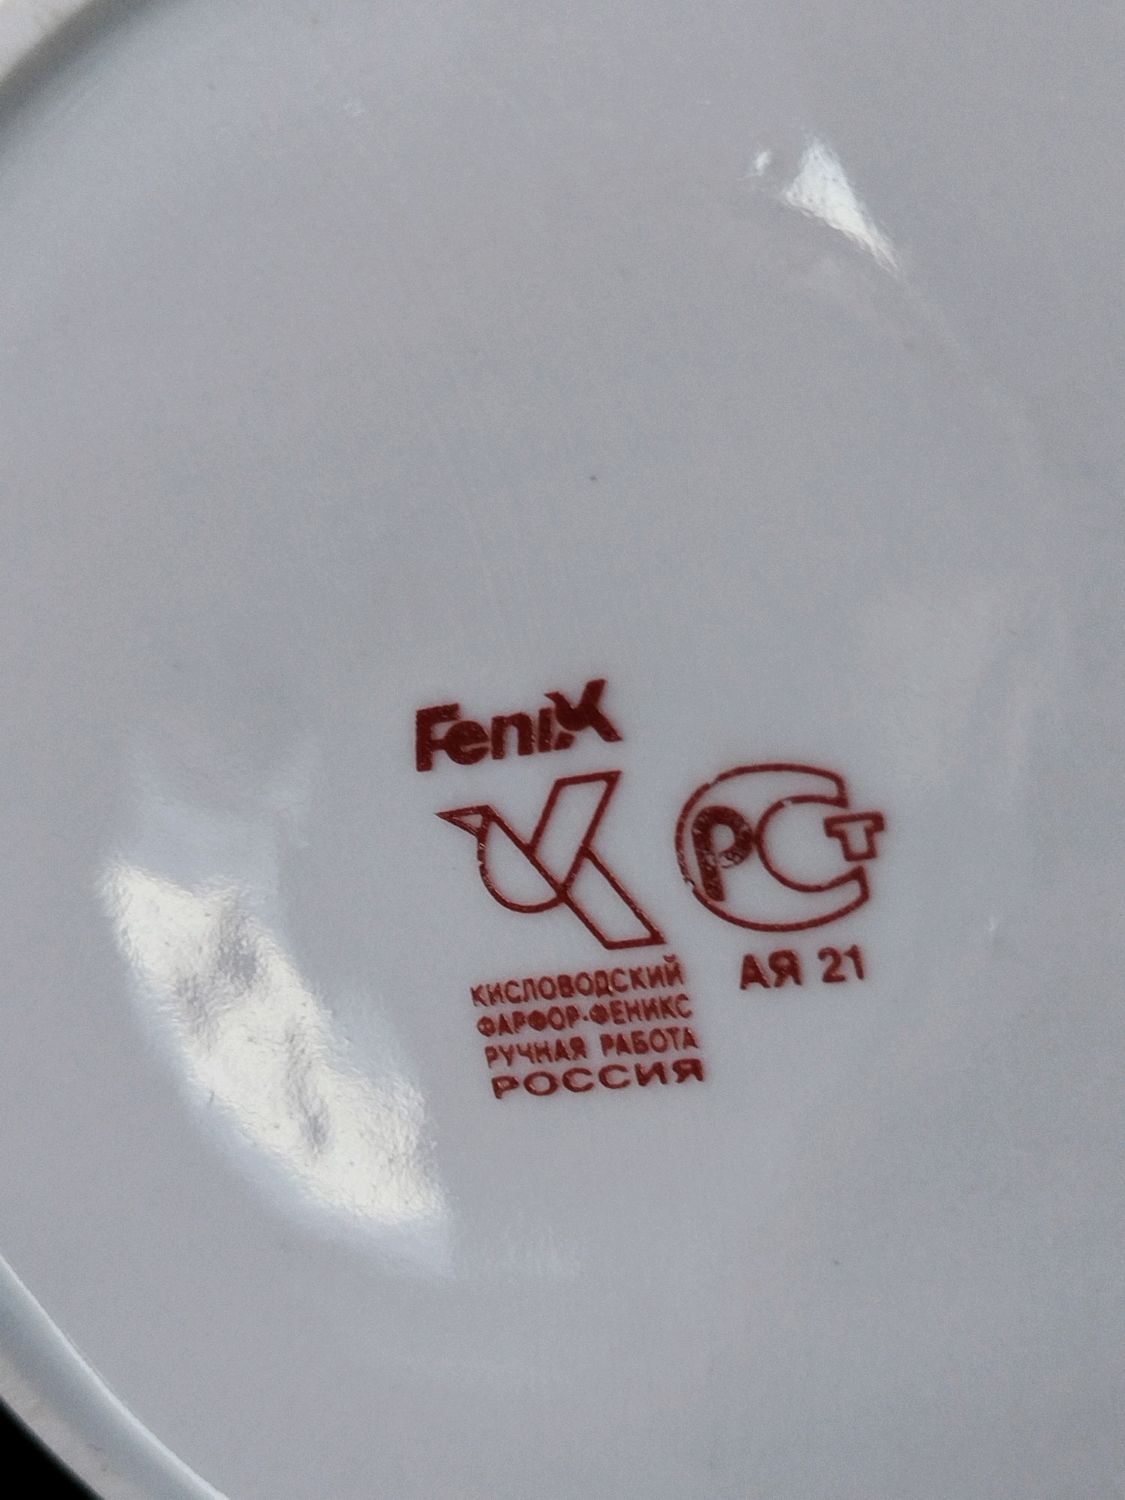 Fenix
РСТ
АЯ 21
КИСЛОВОДСКИЙ
ФАРФОР-ФЕНИКС
РУЧНАЯ РАБОТА
РОССИЯ